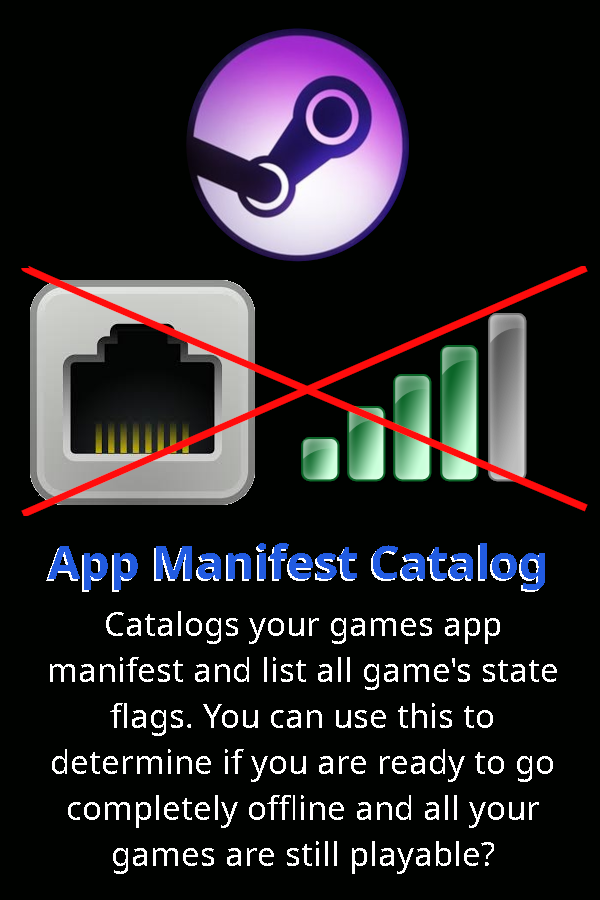 App Manifest Catalog
Catalogs your games app
manifest and list all game's state
flags. You can use this to
determine if you are ready to go
completely offline and all your
games are still playable?